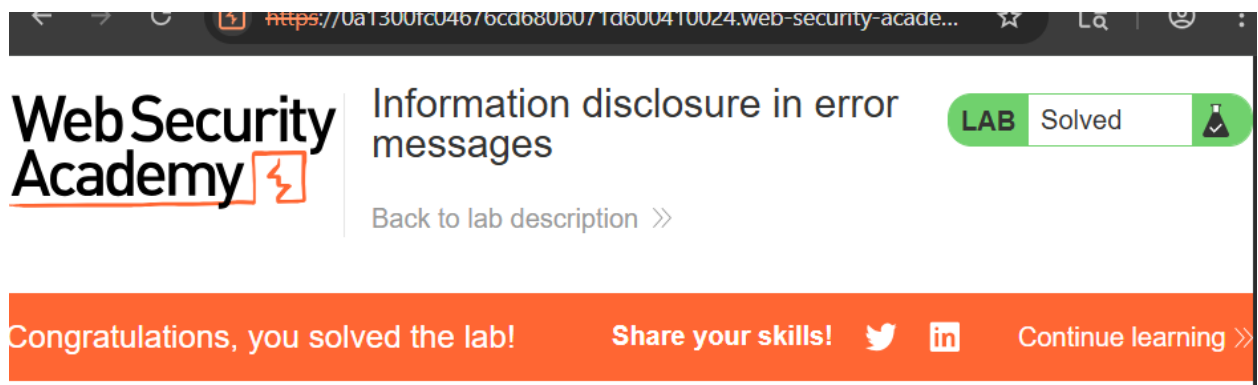 https://0a1300fc04676cd680b071d600410024.web-security-acade...
Web Security
Academy
Information disclosure in error
messages
LAB Solved
Back to lab description
Congratulations, you solved the lab!
Share your skills!
in
Continue learning